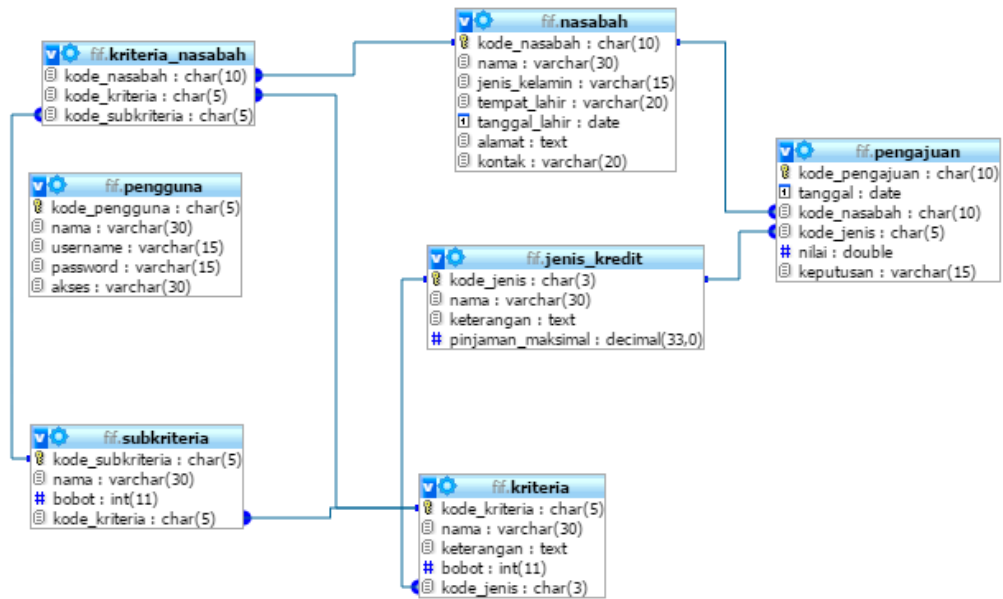 fif.kriteria_nasabah
kode_nasabah : char(10)
kode_kriteria : char(5)
kode_subkriteria : char(5)
fif.nasabah
kode_nasabah : char(10)
nama : varchar(30)
jenis_kelamin : varchar(15)
tempat_lahir : varchar(20)
tanggal_lahir : date
alamat : text
kontak : varchar(20)
fif.pengajuan
kode_pengajuan : char(10)
tanggal : date
kode_nasabah : char(10)
kode_jenis : char(5)
# nilai : double
keputusan : varchar(15)
fif.pengguna
kode_pengguna : char(5)
nama : varchar(30)
username : varchar(15)
password : varchar(15)
akses : varchar(30)
fif.jenis_kredit
kode_jenis : char(3)
nama : varchar(30)
keterangan : text
# pinjaman_maksimal : decimal(33,0)
fif.subkriteria
kode_subkriteria : char(5)
nama : varchar(30)
# bobot : int(11)
kode_kriteria : char(5)
fif.kriteria
kode_kriteria : char(5)
nama : varchar(30)
keterangan : text
# bobot : int(11)
kode_jenis : char(3)